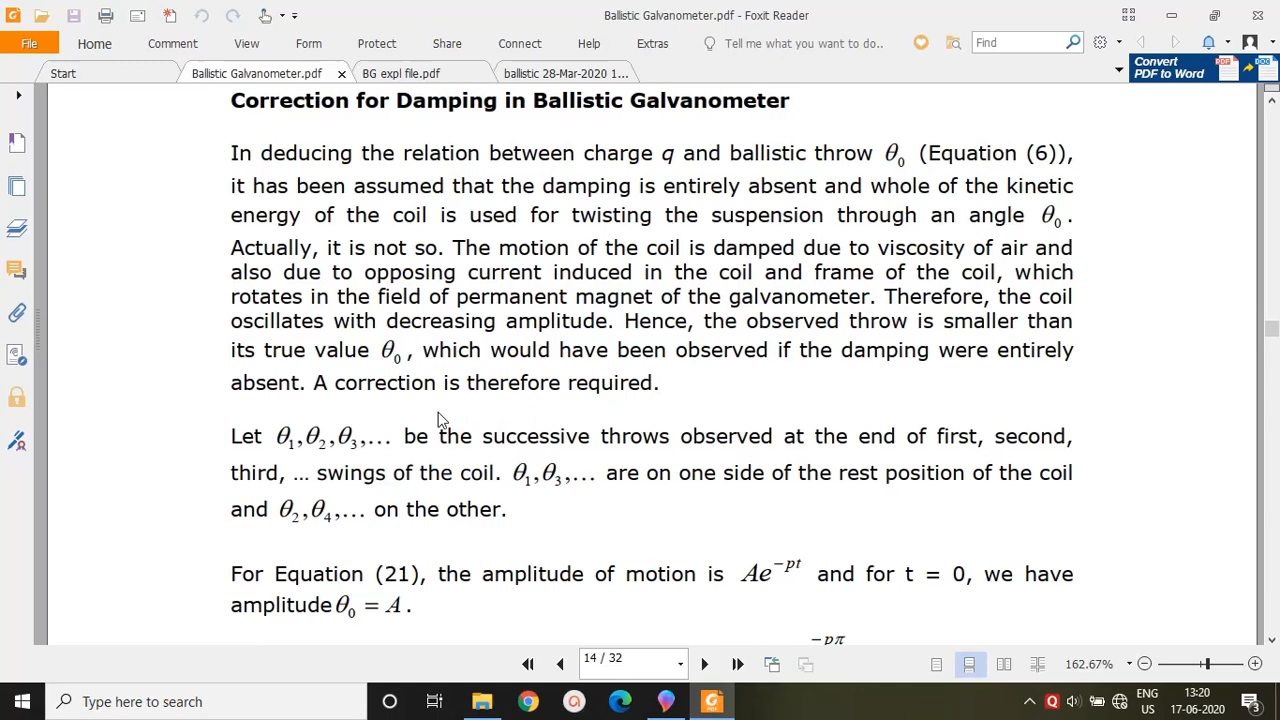 Ballistic Galvanometer.pdf - Foxit Reader
File Home Comment View Form Protect Share Connect Help Extras Tell me what you want to do.. Find
Convert PDF to Word
Start Ballistic Galvanometer.pdf BG expl file.pdf ballistic 28-Mar-2020 1...
Correction for Damping in Ballistic Galvanometer
In deducing the relation between charge q and ballistic throw θ₀ (Equation (6)),
it has been assumed that the damping is entirely absent and whole of the kinetic
energy of the coil is used for twisting the suspension through an angle θ₀.
Actually, it is not so. The motion of the coil is damped due to viscosity of air and
also due to opposing current induced in the coil and frame of the coil, which
rotates in the field of permanent magnet of the galvanometer. Therefore, the coil
oscillates with decreasing amplitude. Hence, the observed throw is smaller than
its true value θ₀, which would have been observed if the damping were entirely
absent. A correction is therefore required.
Let θ₁,θ₂,θ₃,... be the successive throws observed at the end of first, second,
third, ... swings of the coil. θ₁,θ₃,... are on one side of the rest position of the coil
and θ₂,θ₄,... on the other.
For Equation (21), the amplitude of motion is Ae^{-pt} and for t = 0, we have
amplitude θ₀ = A.
-pπ
14 / 32
162.67%
Type here to search
ENG
13:20
17-06-2020
3